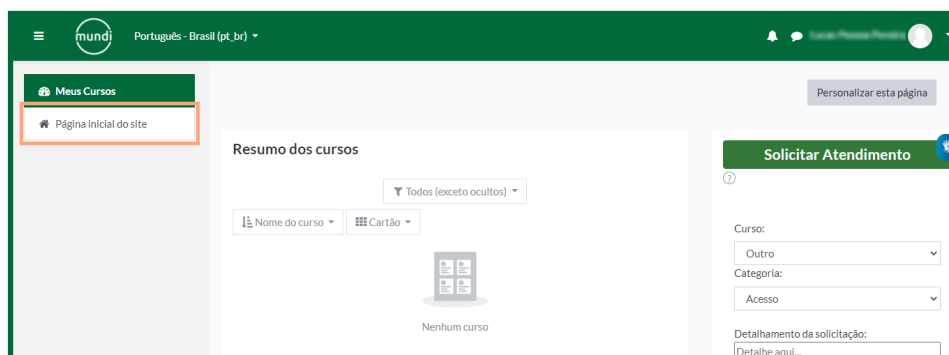 mundi
Português - Brasil (pt_br)
Meus Cursos
Página inicial do site
Personalizar esta página
Resumo dos cursos
Todos (exceto ocultos)
Nome do curso
Cartão
Nenhum curso
Solicitar Atendimento
?
Curso:
Outro
Categoria:
Acesso
Detalhamento da solicitação:
Detalhe aqui...